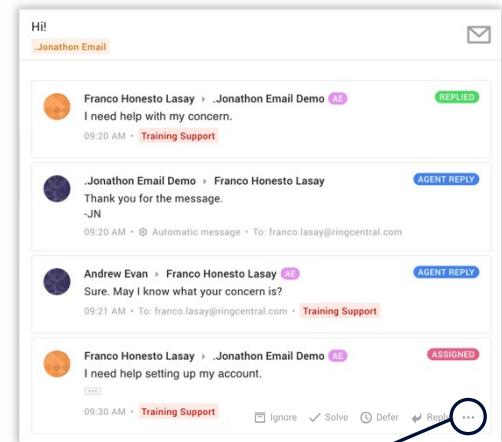 Hi!
.Jonathon Email
Franco Honesto Lasay ▸ .Jonathon Email Demo AE REPLIED
I need help with my concern.
09:20 AM • Training Support
.Jonathon Email Demo ▸ Franco Honesto Lasay AGENT REPLY
Thank you for the message.
-JN
09:20 AM • Automatic message • To: franco.lasay@ringcentral.com
Andrew Evan ▸ Franco Honesto Lasay AE AGENT REPLY
Sure. May I know what your concern is?
09:21 AM • To: franco.lasay@ringcentral.com • Training Support
Franco Honesto Lasay ▸ .Jonathon Email Demo AE ASSIGNED
I need help setting up my account.
...
09:30 AM • Training Support Ignore Solve Defer Reply ...